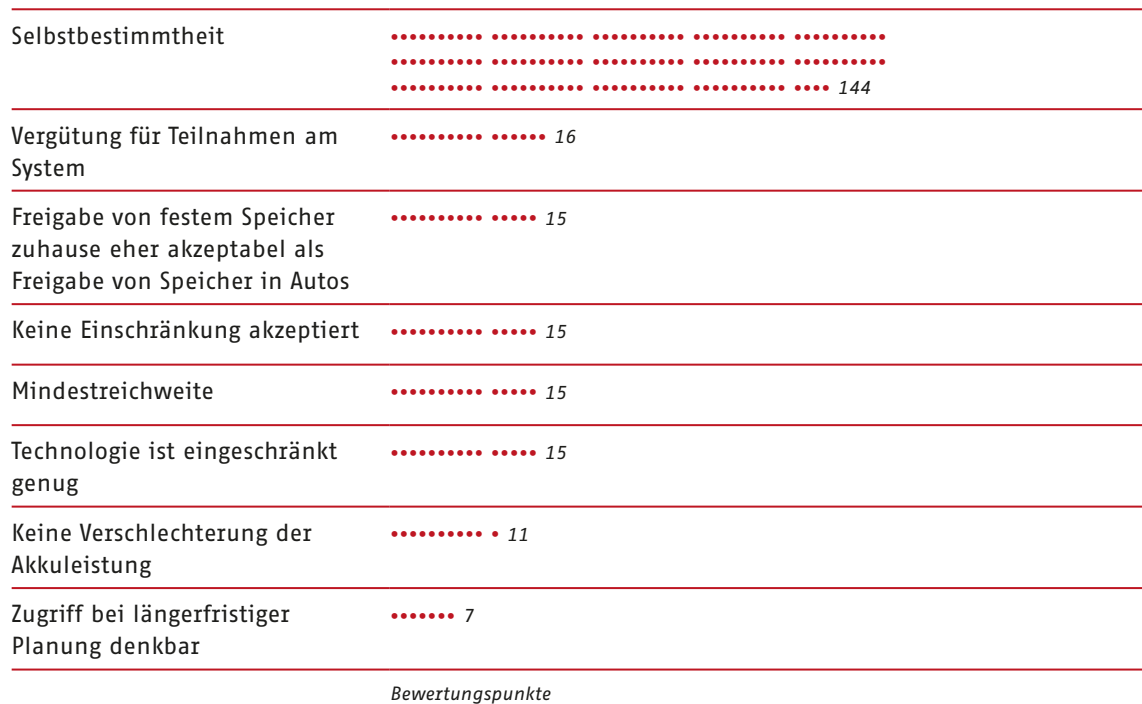 Selbstbestimmtheit
144
Vergütung für Teilnahmen am
System
16
Freigabe von festem Speicher
zuhause eher akzeptabel als
Freigabe von Speicher in Autos
15
Keine Einschränkung akzeptiert
15
Mindestreichweite
15
Technologie ist eingeschränkt
genug
15
Keine Verschlechterung der
Akkuleistung
11
Zugriff bei längerfristiger
Planung denkbar
7
Bewertungspunkte